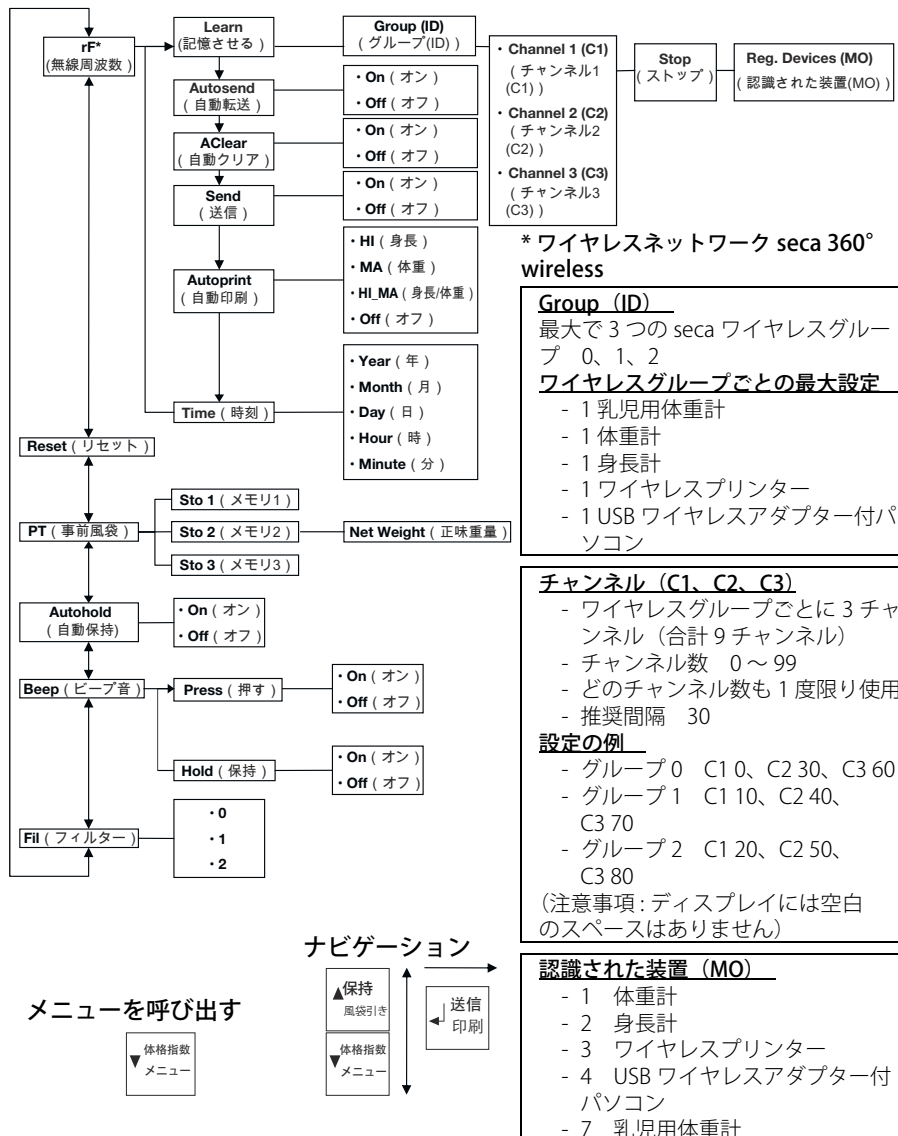 rF*
(無線周波数)
Learn
(記憶させる)
Group (ID)
(グループ(ID))
・Channel 1 (C1)
(チャンネル1
(C1))
・Channel 2 (C2)
(チャンネル2
(C2))
・Channel 3 (C3)
(チャンネル3
(C3))
Stop
(ストップ)
Reg. Devices (MO)
(認識された装置(MO))
Autosend
(自動転送)
・On(オン)
・Off(オフ)
AClear
(自動クリア)
・On(オン)
・Off(オフ)
Send
(送信)
・On(オン)
・Off(オフ)
Autoprint
(自動印刷)
・HI(身長)
・MA(体重)
・HI_MA(身長/体重)
・Off(オフ)
Time(時刻)
・Year(年)
・Month(月)
・Day(日)
・Hour(時)
・Minute(分)
Reset(リセット)
PT(事前風袋)
Sto 1(メモリ1)
Sto 2(メモリ2)
Net Weight(正味重量)
Sto 3(メモリ3)
Autohold
(自動保持)
・On(オン)
・Off(オフ)
Beep(ビープ音)
Press(押す)
・On(オン)
・Off(オフ)
Hold(保持)
・On(オン)
・Off(オフ)
Fil(フィルター)
・0
・1
・2
メニューを呼び出す
▼体格指数
メニュー
ナビゲーション
▲保持
風袋引き
▼体格指数
メニュー
送信
印刷
* ワイヤレスネットワーク seca 360°
wireless
Group(ID)
最大で 3 つの seca ワイヤレスグルー
プ 0、1、2
ワイヤレスグループごとの最大設定
- 1 乳児用体重計
- 1 体重計
- 1 身長計
- 1 ワイヤレスプリンター
- 1 USB ワイヤレスアダプター付パ
ソコン
チャンネル(C1、C2、C3)
- ワイヤレスグループごとに 3 チャ
ンネル(合計 9 チャンネル)
- チャンネル数 0~99
- どのチャンネル数も 1 度限り使用
- 推奨間隔 30
設定の例
- グループ 0 C1 0、C2 30、C3 60
- グループ 1 C1 10、C2 40、
C3 70
- グループ 2 C1 20、C2 50、
C3 80
(注意事項 : ディスプレイには空白
のスペースはありません)
認識された装置(MO)
- 1 体重計
- 2 身長計
- 3 ワイヤレスプリンター
- 4 USB ワイヤレスアダプター付
パソコン
- 7 乳児用体重計